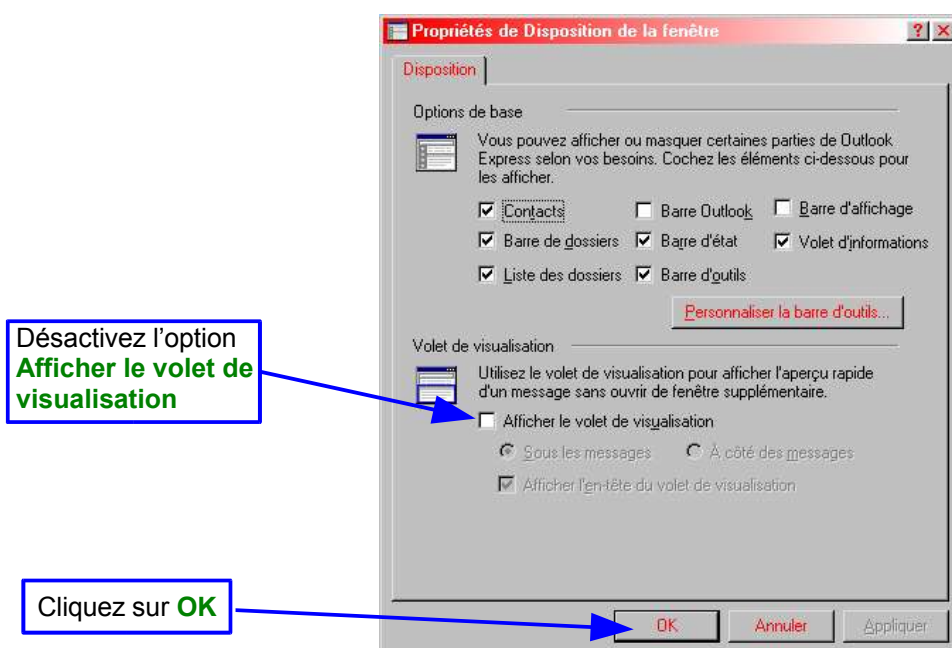 Propriétés de Disposition de la fenêtre
Disposition
Options de base
Vous pouvez afficher ou masquer certaines parties de Outlook
Express selon vos besoins. Cochez les éléments ci-dessous pour
les afficher.
Contacts Barre Outlook Barre d'affichage
Barre de dossiers Barre d'état Volet d'informations
Liste des dossiers Barre d'outils
Personnaliser la barre d'outils...
Volet de visualisation
Utilisez le volet de visualisation pour afficher l'aperçu rapide
d'un message sans ouvrir de fenêtre supplémentaire.
Afficher le volet de visualisation
Sous les messages À côté des messages
Afficher l'en-tête du volet de visualisation
Désactivez l’option
Afficher le volet de
visualisation
Cliquez sur OK
OK Annuler Appliquer